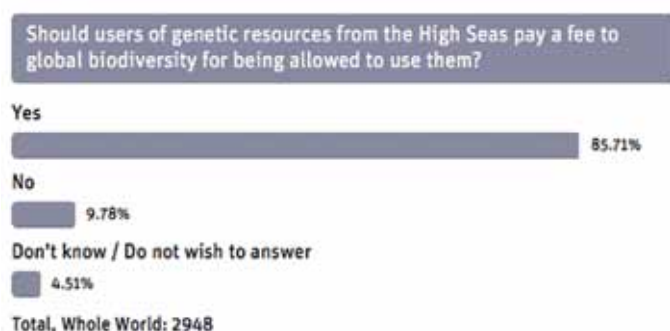 Should users of genetic resources from the High Seas pay a fee to
global biodiversity for being allowed to use them?
Yes
85.71%
No
9.78%
Don't know / Do not wish to answer
4.51%
Total, Whole World: 2948